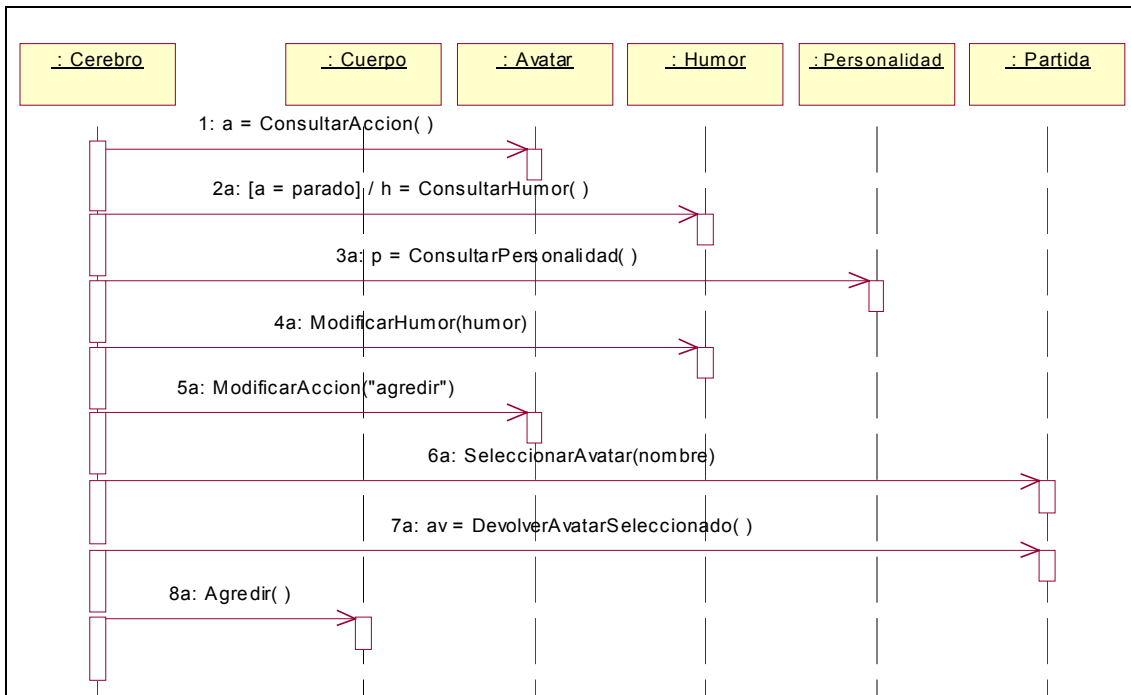 : Cerebro
: Cuerpo
: Avatar
: Humor
: Personalidad
: Partida
1: a = ConsultarAccion( )
2a: [a = parado] / h = ConsultarHumor( )
3a: p = ConsultarPersonalidad( )
4a: ModificarHumor(humor)
5a: ModificarAccion("agredir")
6a: SeleccionarAvatar(nombre)
7a: av = DevolverAvatarSeleccionado( )
8a: Agredir( )